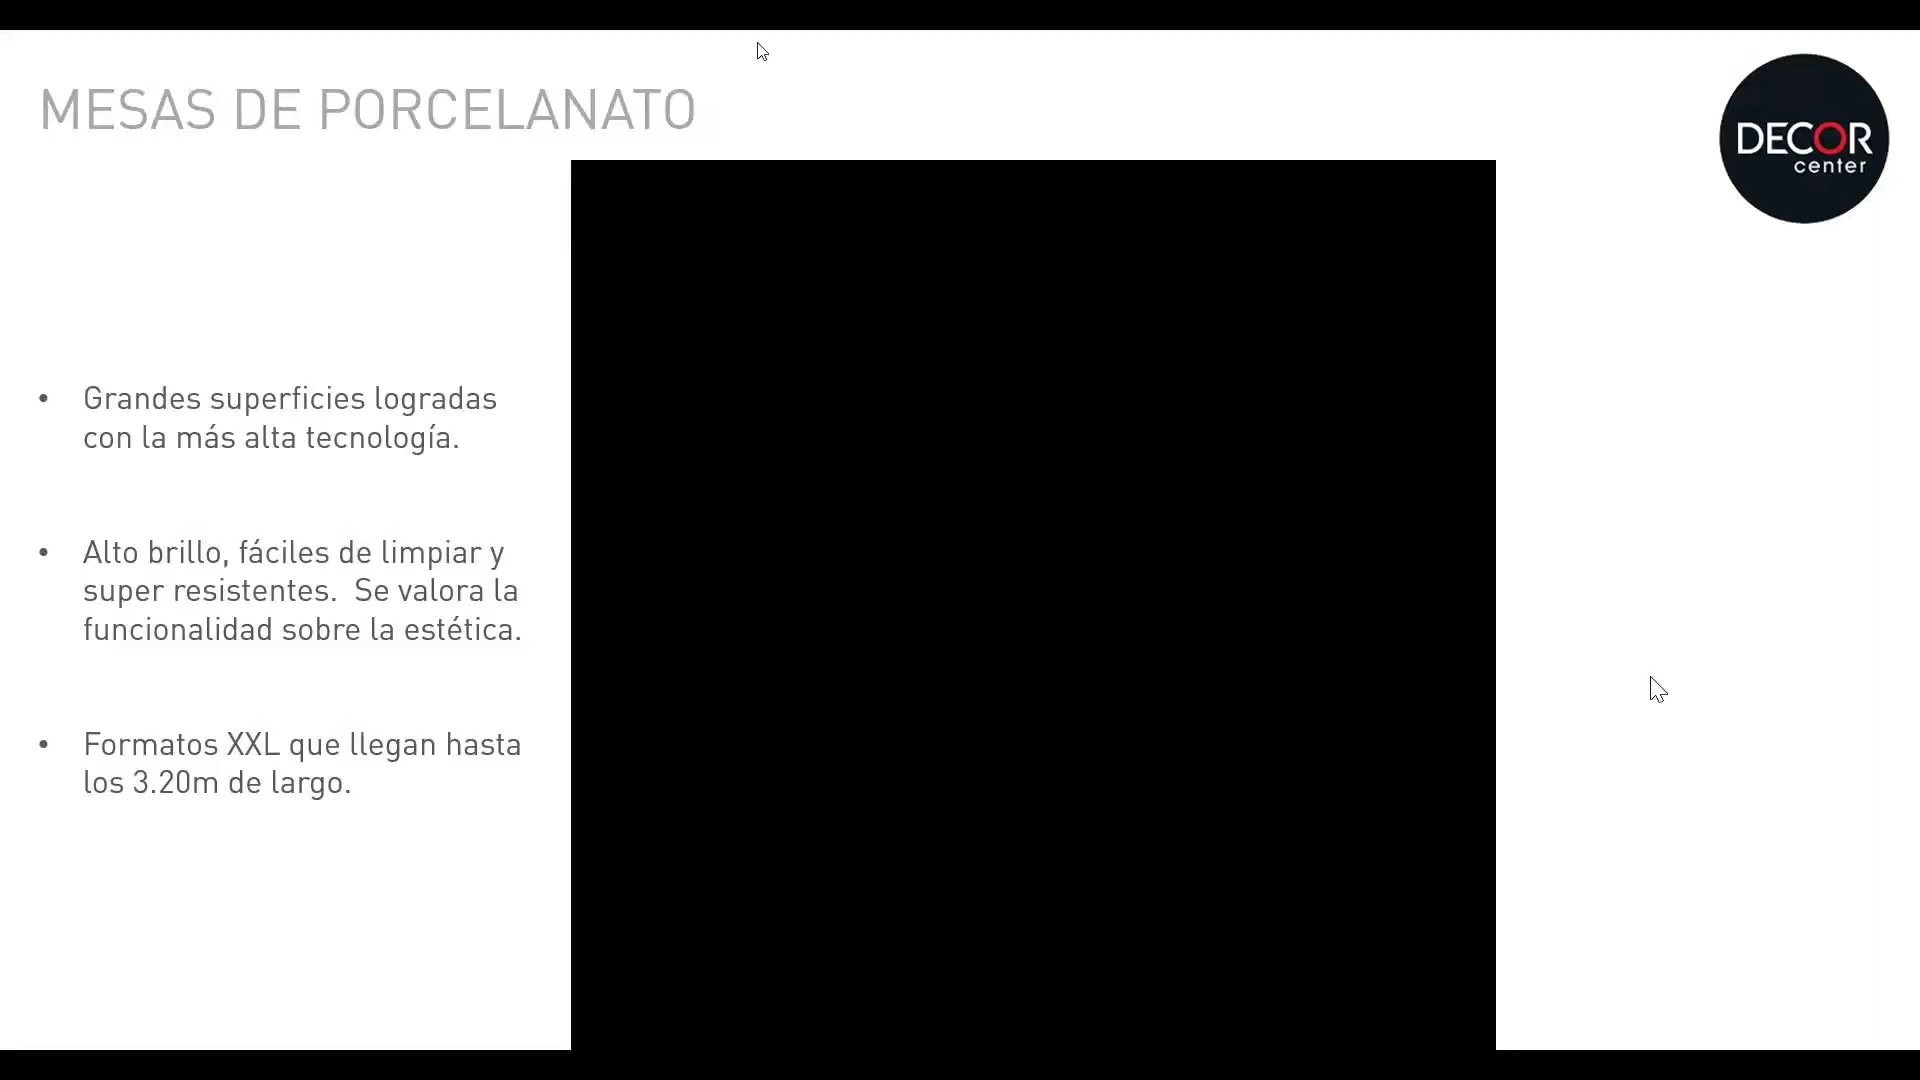 MESAS DE PORCELANATO
DECOR
center
• Grandes superficies logradas
con la más alta tecnología.
• Alto brillo, fáciles de limpiar y
super resistentes.  Se valora la
funcionalidad sobre la estética.
• Formatos XXL que llegan hasta
los 3.20m de largo.